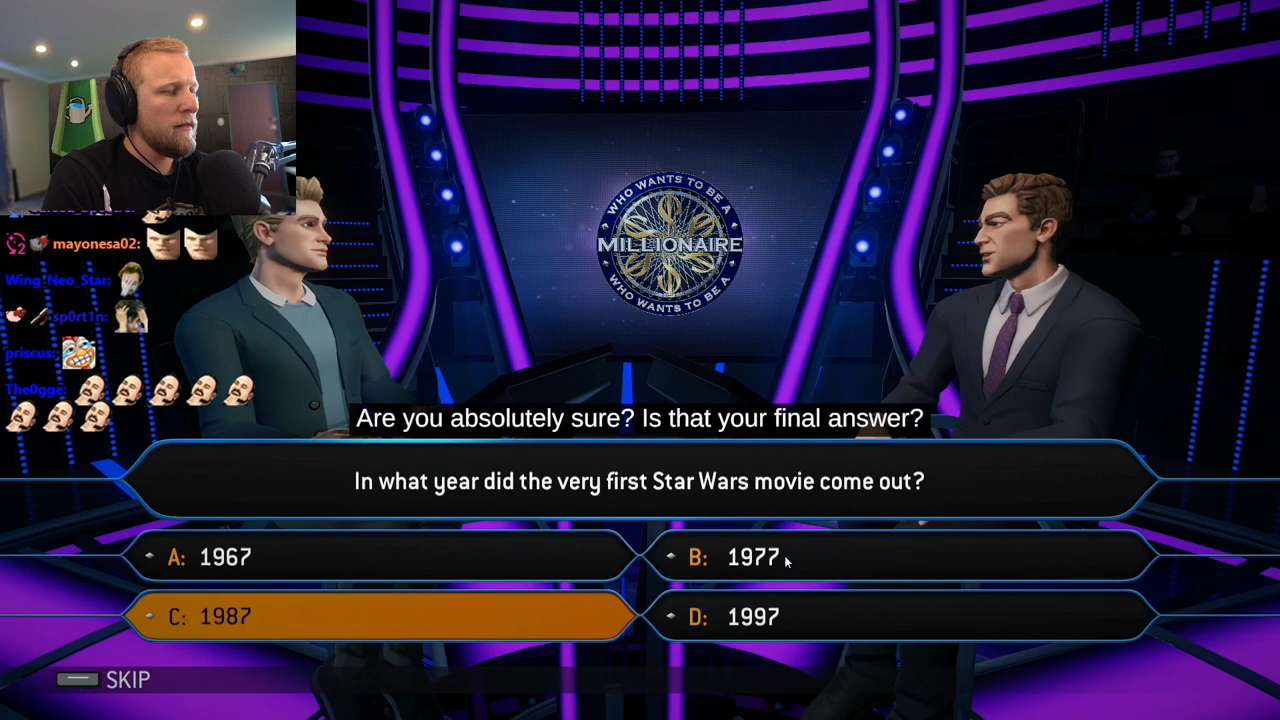 WHO WANTS TO BE A
MILLIONAIRE
WHO WANTS TO BE A
mayonesa02:
Wing_Neo_Star:
sp0rt1n:
priscus:
The0gge:
Are you absolutely sure? Is that your final answer?
In what year did the very first Star Wars movie come out?
A: 1967
B: 1977
C: 1987
D: 1997
SKIP